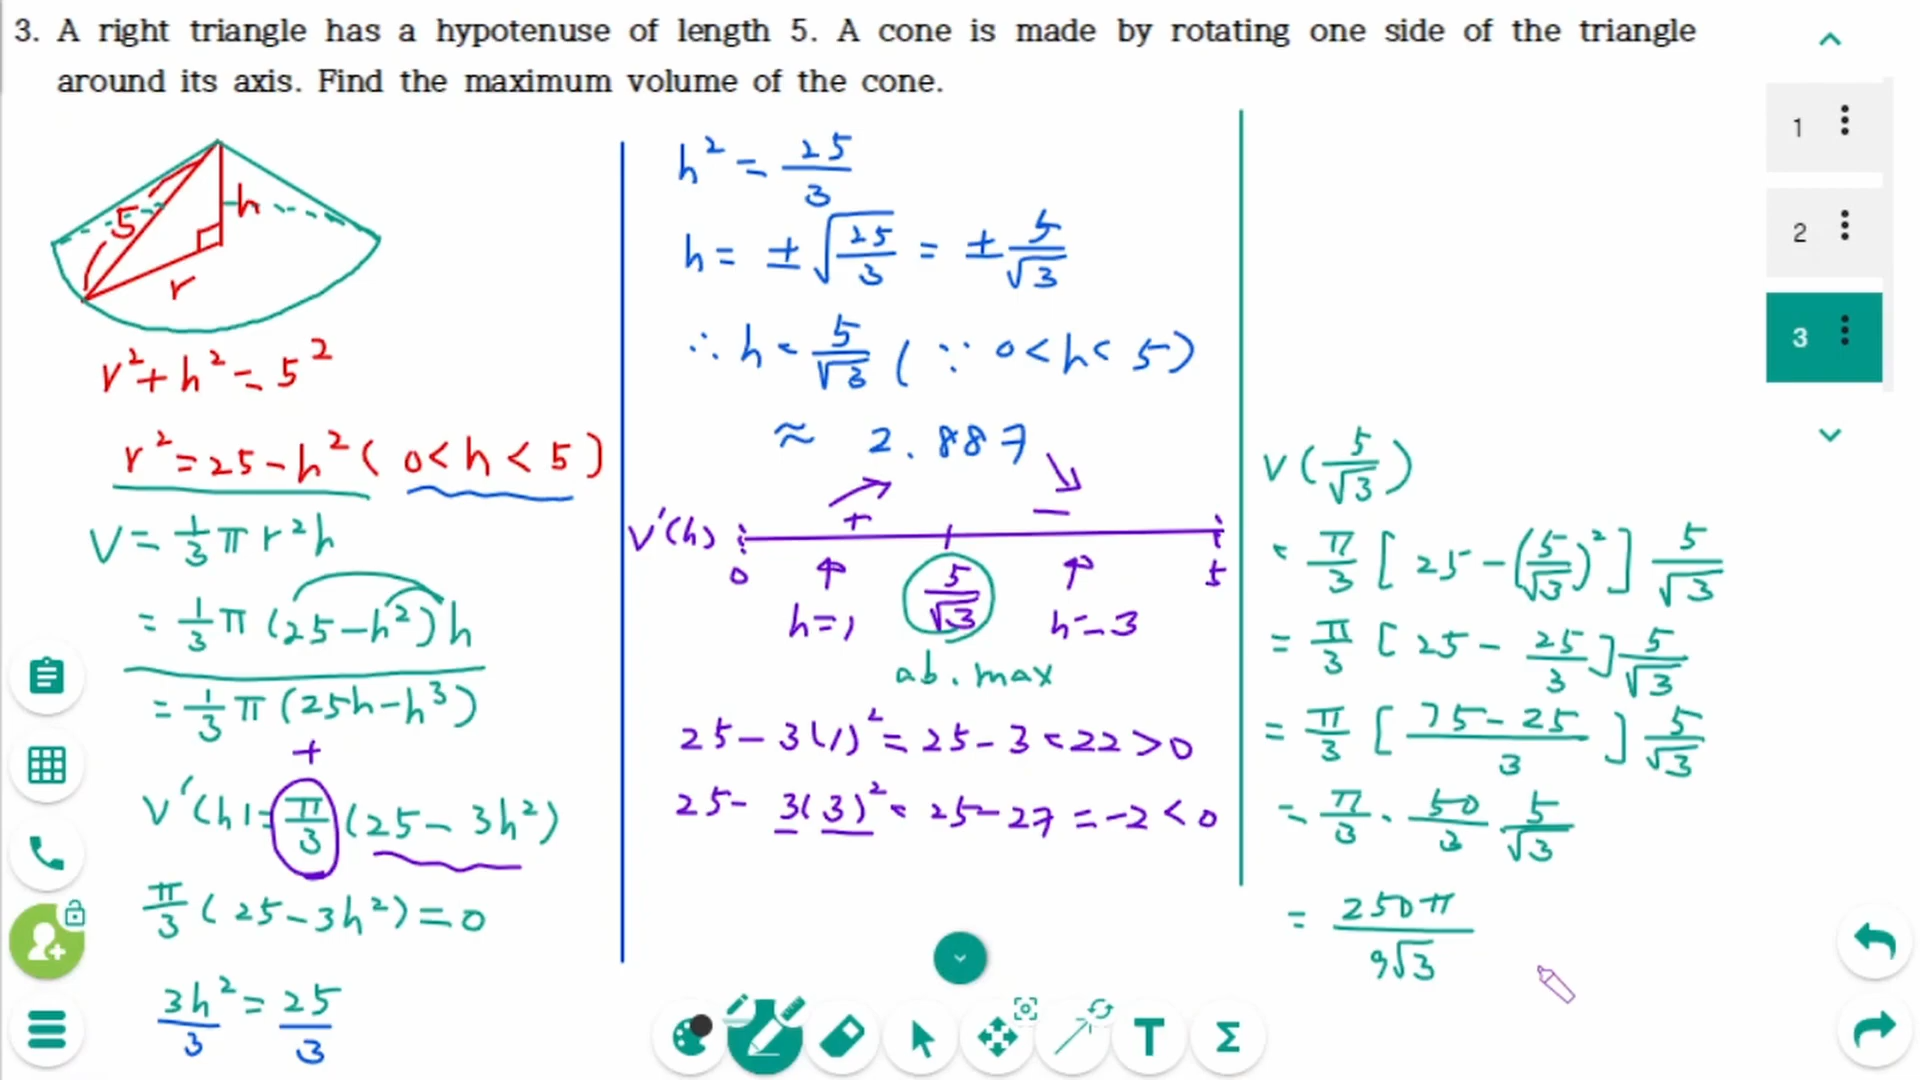 3. A right triangle has a hypotenuse of length 5. A cone is made by rotating one side of the triangle
around its axis. Find the maximum volume of the cone.
5
h
r
r² + h² = 5²
r² = 25 - h² ( 0 < h < 5 )
V = 1/3 π r² h
= 1/3 π (25 - h²) h
= 1/3 π (25h - h³)
+
V'(h) = π/3 (25 - 3h²)
π/3 (25 - 3h²) = 0
3h²/3 = 25/3
h² = 25/3
h = ± √(25/3) = ± 5/√3
∴ h = 5/√3 ( ∵ 0 < h < 5 )
≈ 2.887
+ −
V'(h)
0 5/√3 5
h=1 h=3
ab. max
25 - 3(1)² = 25 - 3 = 22 > 0
25 - 3(3)² = 25 - 27 = -2 < 0
V(5/√3)
= π/3 [ 25 - (5/√3)² ] 5/√3
= π/3 [ 25 - 25/3 ] 5/√3
= π/3 [ (75 - 25)/3 ] 5/√3
= π/3 · 50/3 5/√3
= 250π/9√3
1
2
3
T
Σ